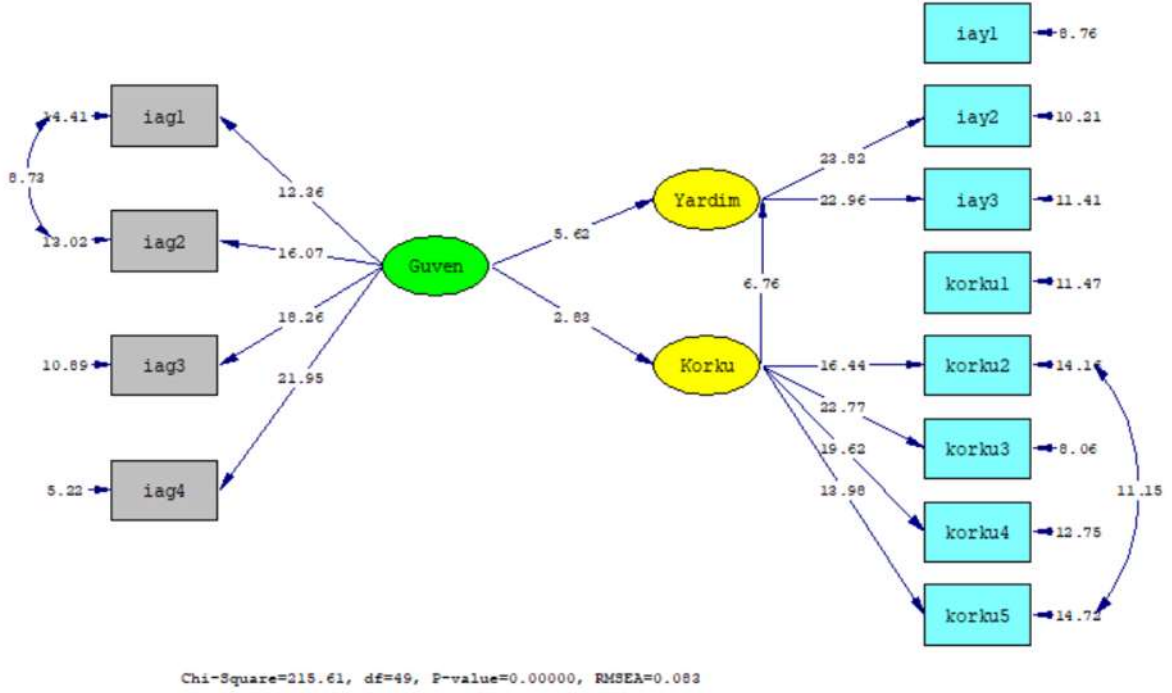 iay1
8.76
14.41
iag1
iay2
10.21
23.82
8.73
12.36
Yardim
22.96
iay3
11.41
13.02
iag2
16.07
5.62
Guven
6.76
korku1
11.47
18.26
2.83
10.89
iag3
21.95
Korku
16.44
korku2
14.16
22.77
19.62
korku3
8.06
5.22
iag4
13.98
11.15
korku4
12.75
korku5
14.72
Chi-Square=215.61, df=49, P-value=0.00000, RMSEA=0.083